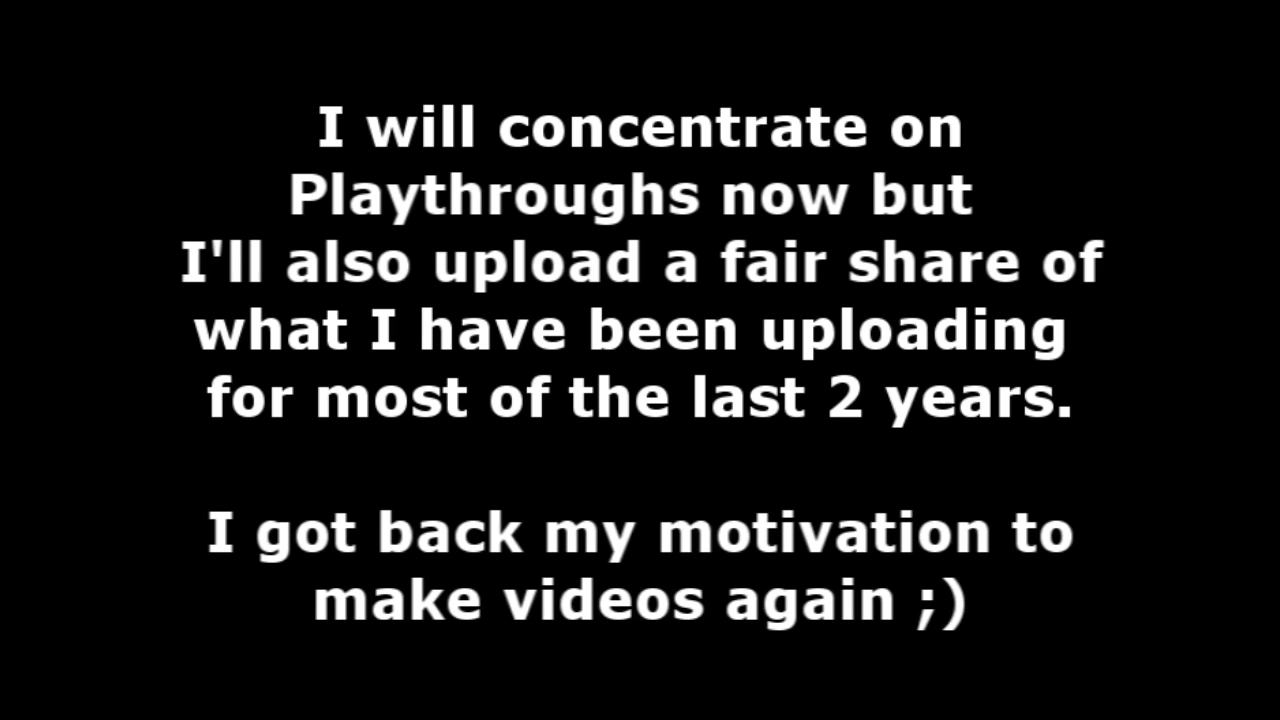 I will concentrate on
Playthroughs now but
I'll also upload a fair share of
what I have been uploading
for most of the last 2 years.
I got back my motivation to
make videos again ;)